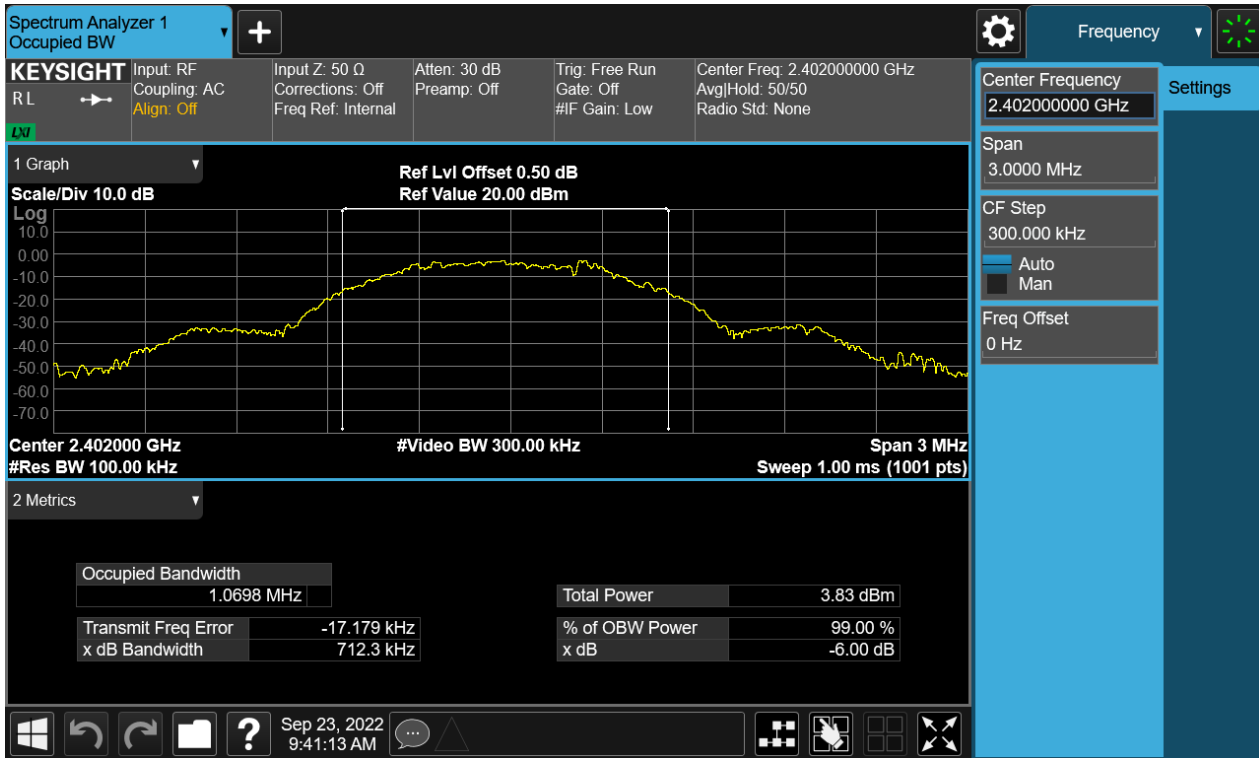 Spectrum Analyzer 1
Occupied BW
Frequency
KEYSIGHT
R L
LXI
Input: RF
Coupling: AC
Align: Off
Input Z: 50 Ω
Corrections: Off
Freq Ref: Internal
Atten: 30 dB
Preamp: Off
Trig: Free Run
Gate: Off
#IF Gain: Low
Center Freq: 2.402000000 GHz
Avg|Hold: 50/50
Radio Std: None
Center Frequency
2.402000000 GHz
Settings
Span
3.0000 MHz
CF Step
300.000 kHz
Auto
Man
Freq Offset
0 Hz
1 Graph
Scale/Div 10.0 dB
Ref Lvl Offset 0.50 dB
Ref Value 20.00 dBm
Log
10.0
0.00
-10.0
-20.0
-30.0
-40.0
-50.0
-60.0
-70.0
Center 2.402000 GHz
#Video BW 300.00 kHz
Span 3 MHz
#Res BW 100.00 kHz
Sweep 1.00 ms (1001 pts)
2 Metrics
Occupied Bandwidth
1.0698 MHz
Total Power 3.83 dBm
Transmit Freq Error -17.179 kHz
% of OBW Power 99.00 %
x dB Bandwidth 712.3 kHz
x dB -6.00 dB
?
Sep 23, 2022
9:41:13 AM